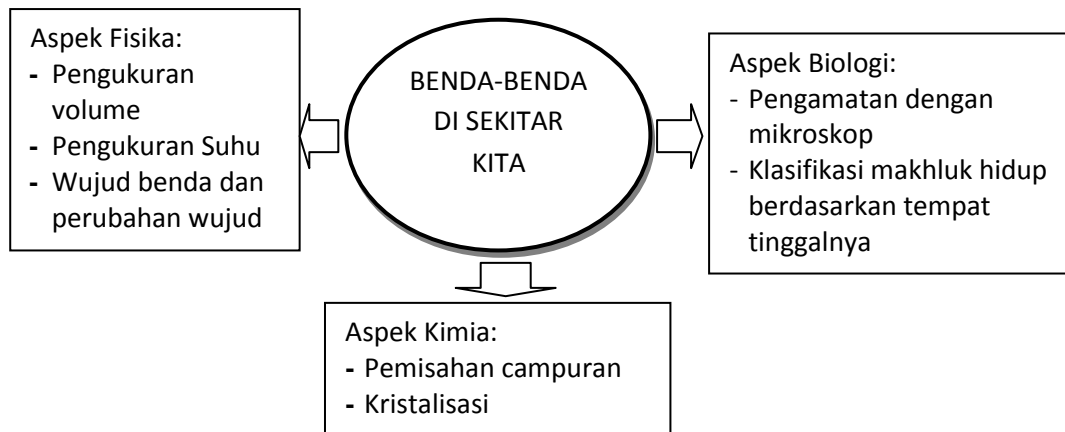 Aspek Fisika:
- Pengukuran
volume
- Pengukuran Suhu
- Wujud benda dan
perubahan wujud
BENDA-BENDA
DI SEKITAR
KITA
Aspek Biologi:
- Pengamatan dengan
mikroskop
- Klasifikasi makhluk hidup
berdasarkan tempat
tinggalnya
Aspek Kimia:
- Pemisahan campuran
- Kristalisasi